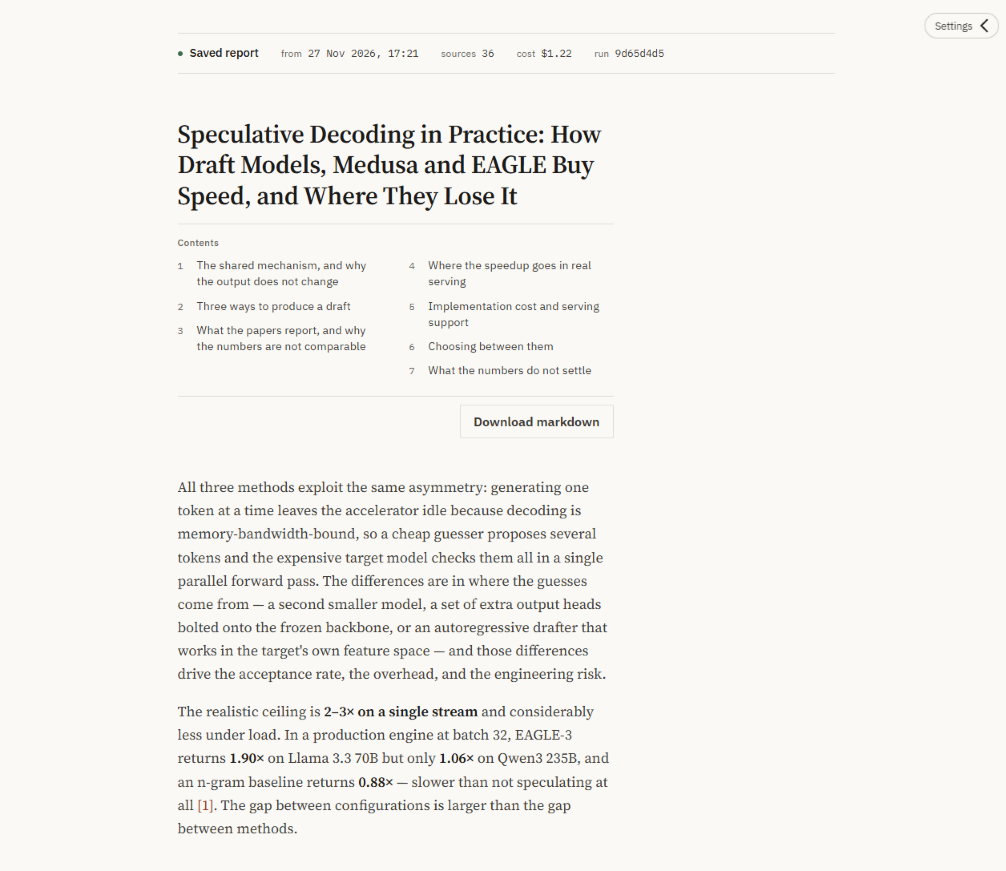 Settings
Saved report from 27 Nov 2026, 17:21 sources 36 cost $1.22 run 9d65d4d5
Speculative Decoding in Practice: How
Draft Models, Medusa and EAGLE Buy
Speed, and Where They Lose It
Contents
1 The shared mechanism, and why
the output does not change
2 Three ways to produce a draft
3 What the papers report, and why
the numbers are not comparable
4 Where the speedup goes in real
serving
5 Implementation cost and serving
support
6 Choosing between them
7 What the numbers do not settle
Download markdown
All three methods exploit the same asymmetry: generating one
token at a time leaves the accelerator idle because decoding is
memory-bandwidth-bound, so a cheap guesser proposes several
tokens and the expensive target model checks them all in a single
parallel forward pass. The differences are in where the guesses
come from — a second smaller model, a set of extra output heads
bolted onto the frozen backbone, or an autoregressive drafter that
works in the target's own feature space — and those differences
drive the acceptance rate, the overhead, and the engineering risk.
The realistic ceiling is 2–3× on a single stream and considerably
less under load. In a production engine at batch 32, EAGLE-3
returns 1.90× on Llama 3.3 70B but only 1.06× on Qwen3 235B, and
an n-gram baseline returns 0.88× — slower than not speculating at
all [1]. The gap between configurations is larger than the gap
between methods.